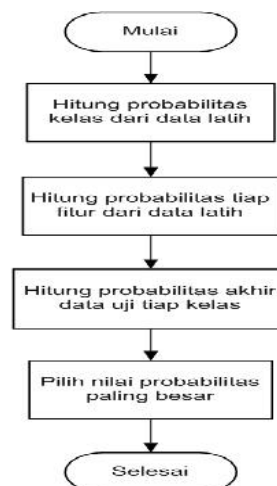 Mulai
Hitung probabilitas
kelas dari data latih
Hitung probabilitas tiap
fitur dari data latih
Hitung probabilitas akhir
data uji tiap kelas
Pilih nilai probabilitas
paling besar
Selesai